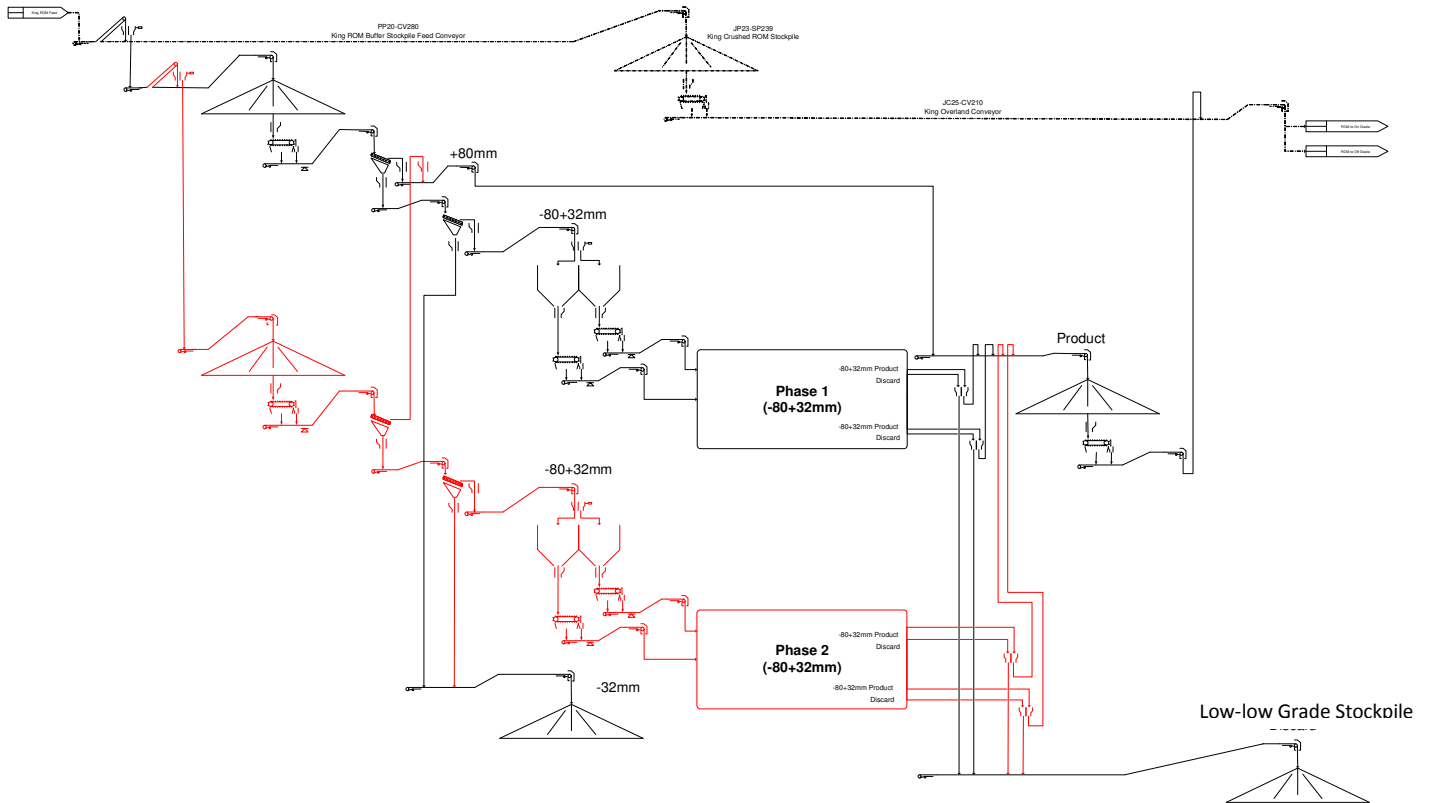 King ROM Feed
PP20-CV280
King ROM Buffer Stockpile Feed Conveyor
JP23-SP239
King Crushed ROM Stockpile
JC25-CV210
King Overland Conveyor
ROM to On Grade
ROM to Off Grade
+80mm
-80+32mm
Product
Phase 1
(-80+32mm)
-80+32mm Product
Discard
-80+32mm Product
Discard
-80+32mm
Phase 2
(-80+32mm)
-80+32mm Product
Discard
-80+32mm Product
Discard
-32mm
Low-low Grade Stockpile